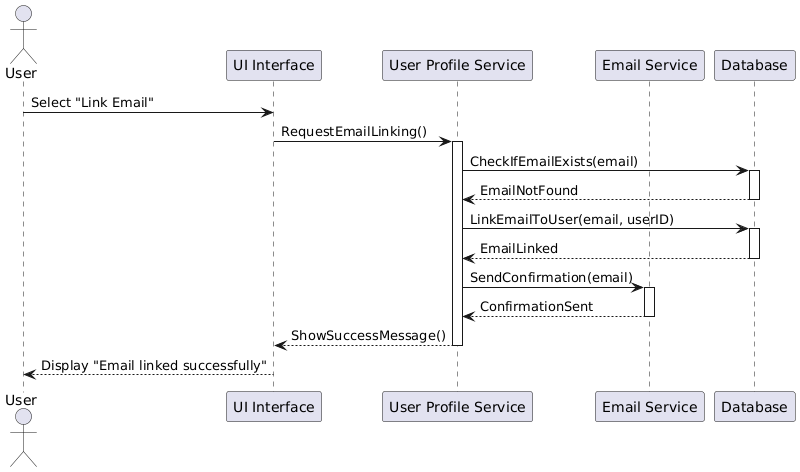 User
UI Interface
User Profile Service
Email Service
Database
Select "Link Email"
RequestEmailLinking()
CheckIfEmailExists(email)
EmailNotFound
LinkEmailToUser(email, userID)
EmailLinked
SendConfirmation(email)
ConfirmationSent
ShowSuccessMessage()
Display "Email linked successfully"
User
UI Interface
User Profile Service
Email Service
Database